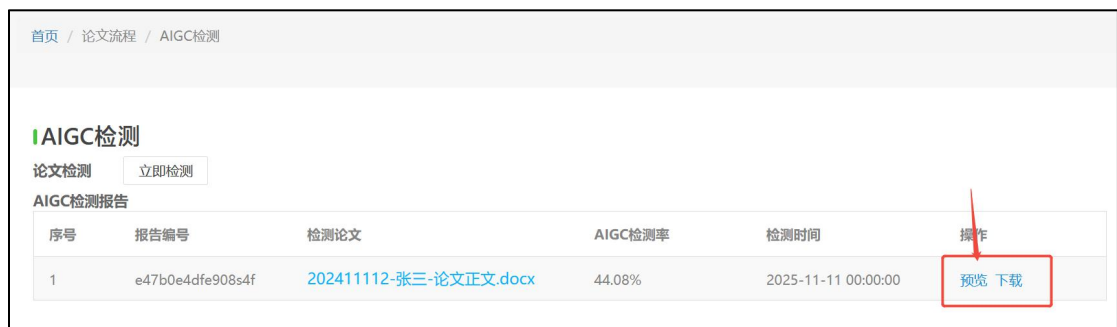 首页 / 论文流程 / AIGC检测
AIGC检测
论文检测 立即检测
AIGC检测报告
序号 报告编号 检测论文 AIGC检测率 检测时间 操作
1 e47b0e4dfe908s4f 202411112-张三-论文正文.docx 44.08% 2025-11-11 00:00:00 预览 下载